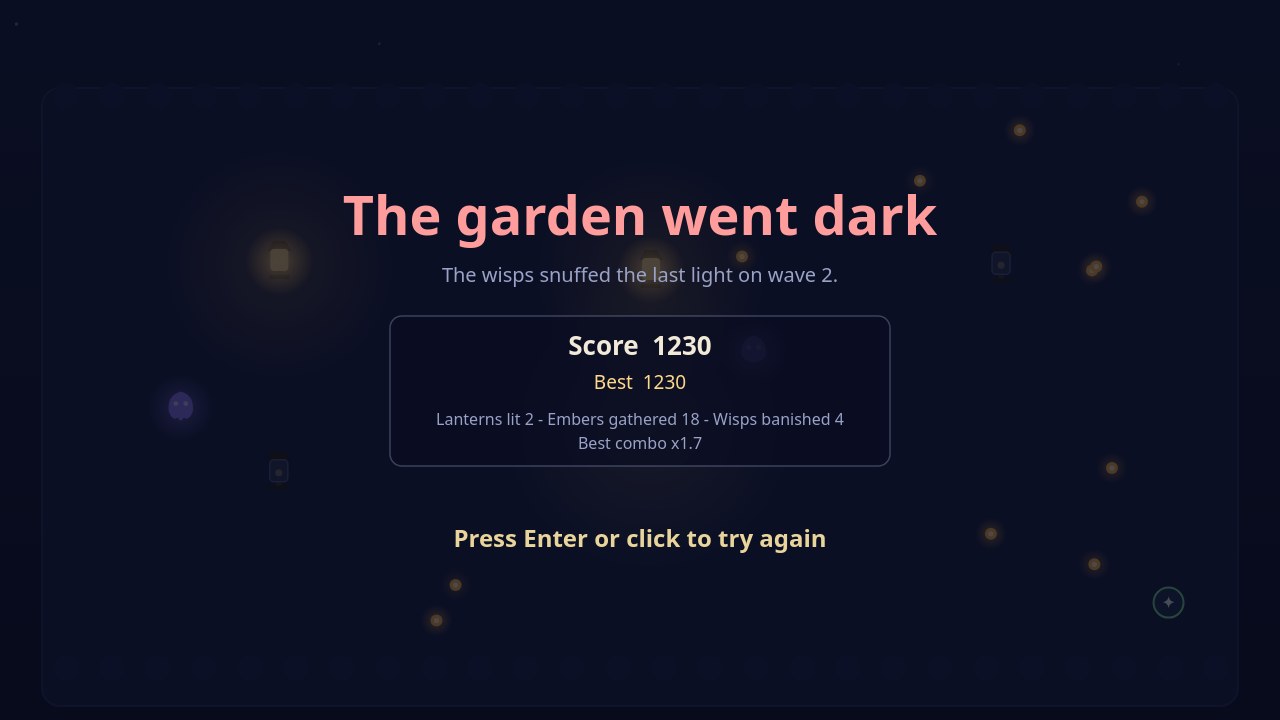 The garden went dark
The wisps snuffed the last light on wave 2.
Score 1230
Best 1230
Lanterns lit 2 - Embers gathered 18 - Wisps banished 4
Best combo x1.7
Press Enter or click to try again